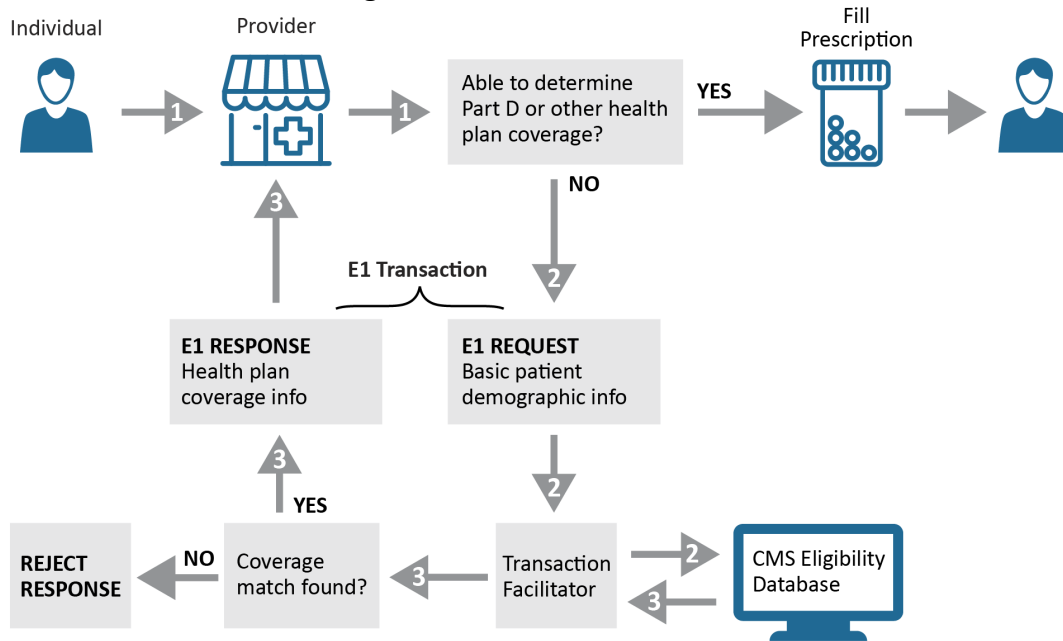 Individual
Provider
Fill
Prescription
1
1
Able to determine
Part D or other health
plan coverage?
YES
NO
3
2
E1 Transaction
E1 RESPONSE
Health plan
coverage info
E1 REQUEST
Basic patient
demographic info
3
YES
2
REJECT
RESPONSE
NO
Coverage
match found?
3
Transaction
Facilitator
2
3
CMS Eligibility
Database